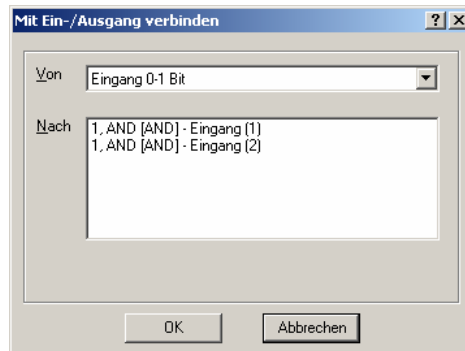 Mit Ein-/Ausgang verbinden
Von
Eingang 0-1 Bit
Nach
1, AND [AND] - Eingang (1)
1, AND [AND] - Eingang (2)
OK
Abbrechen